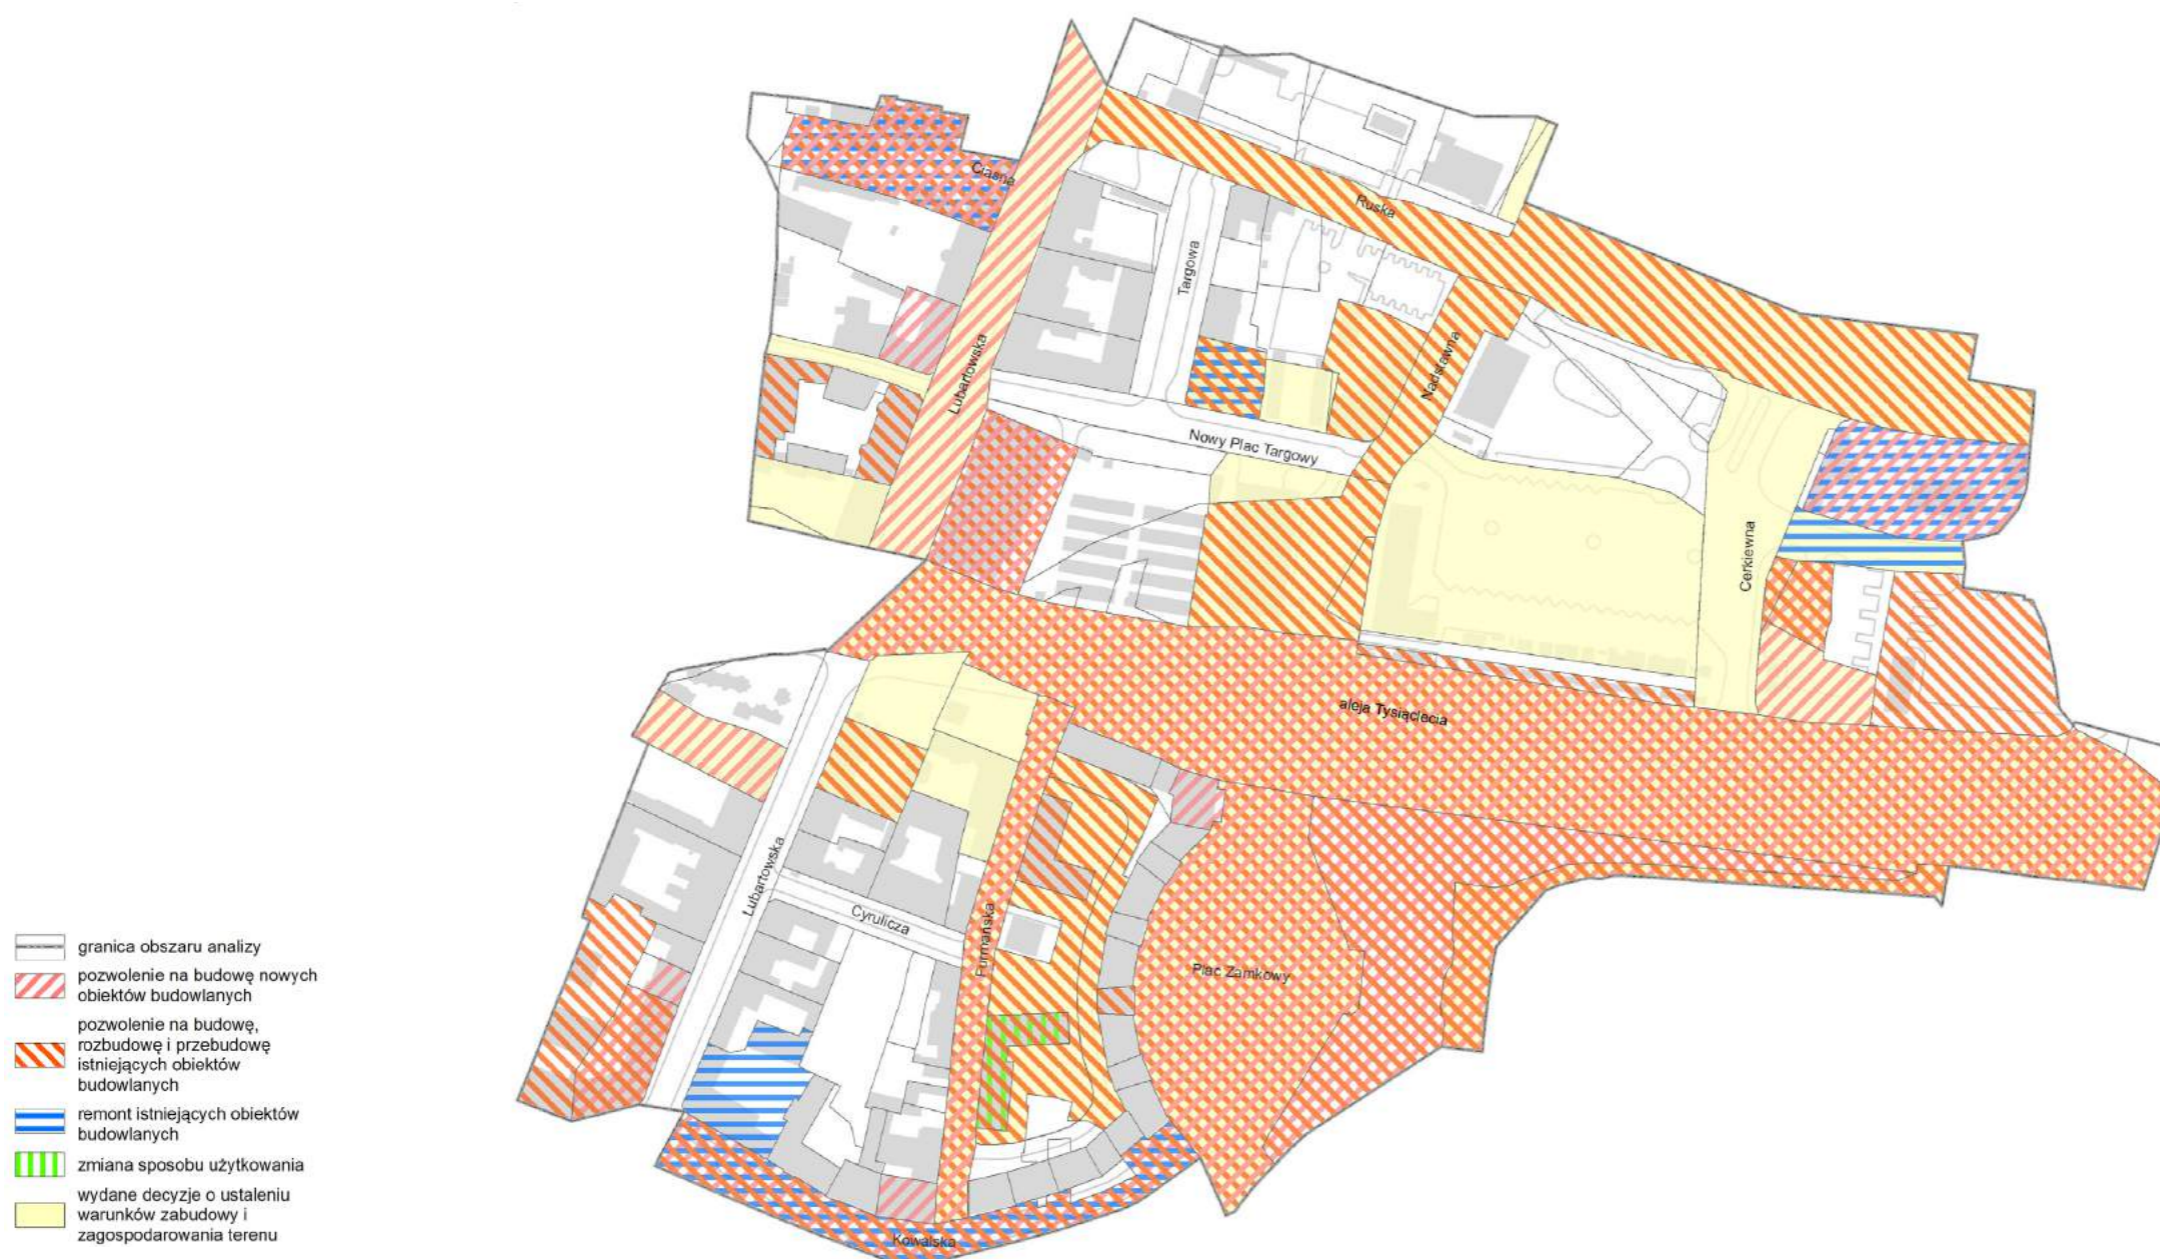 Ciasna
Ruska
Targowa
Lubartowska
Nadstawna
Nowy Plac Targowy
Cerkiewna
aleja Tysiąclecia
Lubartowska
Cyrulicza
Furmańska
Plac Zamkowy
Kowalska
granica obszaru analizy
pozwolenie na budowę nowych
obiektów budowlanych
pozwolenie na budowę,
rozbudowę i przebudowę
istniejących obiektów
budowlanych
remont istniejących obiektów
budowlanych
zmiana sposobu użytkowania
wydane decyzje o ustaleniu
warunków zabudowy i
zagospodarowania terenu